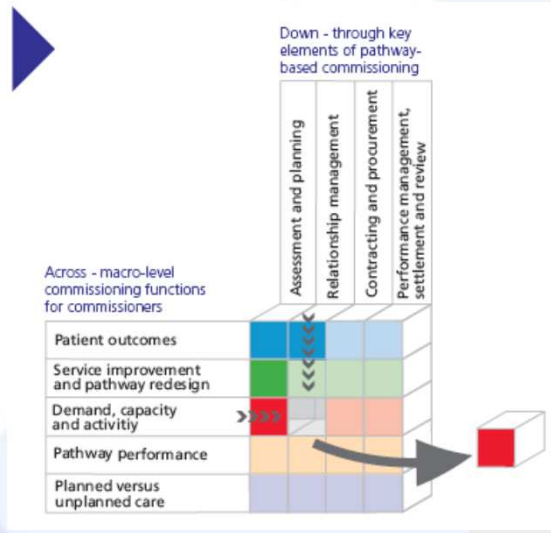 Down - through key
elements of pathway-
based commissioning
Assessment and planning
Relationship management
Contracting and procurement
Performance management,
settlement and review
Across - macro-level
commissioning functions
for commissioners
Patient outcomes
Service improvement
and pathway redesign
Demand, capacity
and activitiy
Pathway performance
Planned versus
unplanned care